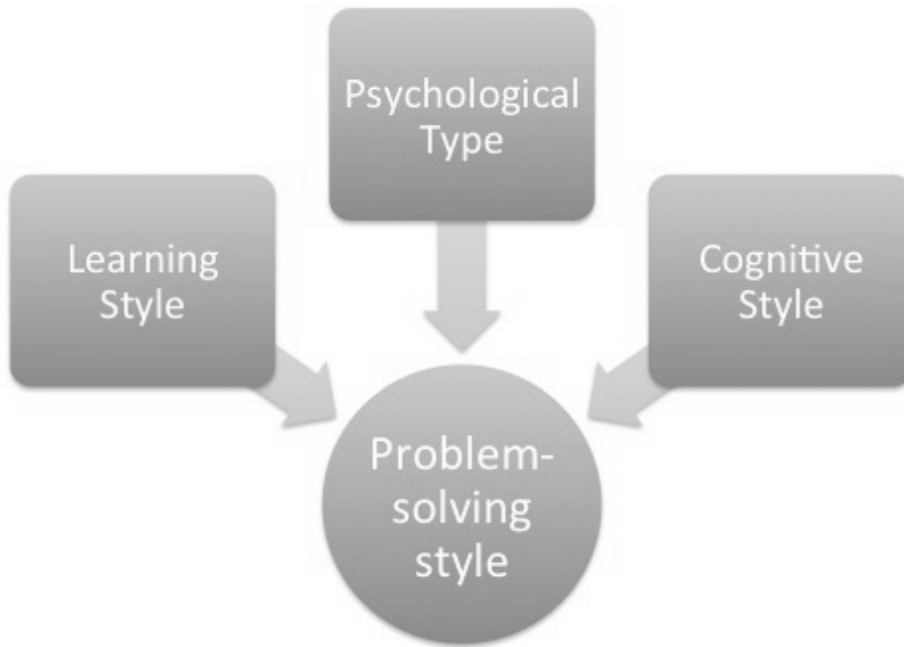 Psychological
Type
Learning
Style
Cognitive
Style
Problem-
solving
style